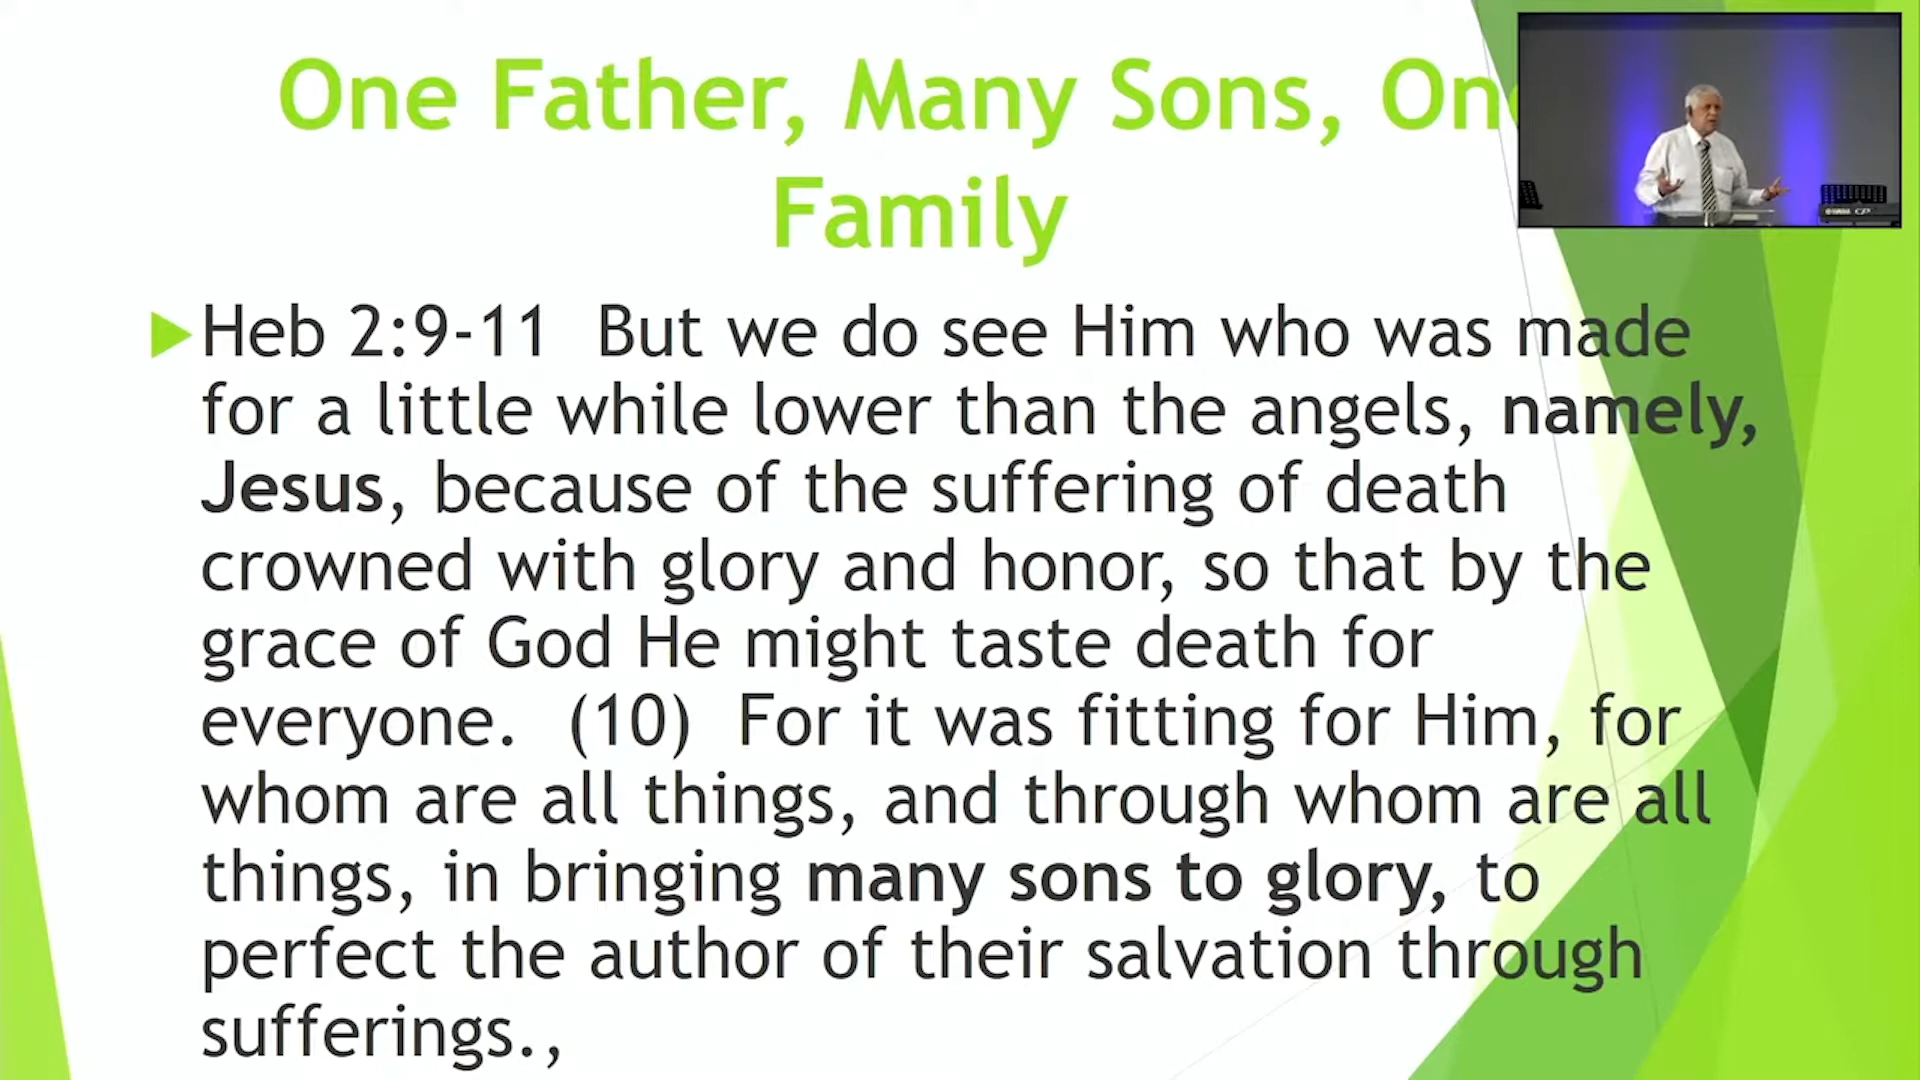 One Father, Many Sons, One
Family
Heb 2:9-11 But we do see Him who was made
for a little while lower than the angels, namely,
Jesus, because of the suffering of death
crowned with glory and honor, so that by the
grace of God He might taste death for
everyone. (10) For it was fitting for Him, for
whom are all things, and through whom are all
things, in bringing many sons to glory, to
perfect the author of their salvation through
sufferings.,
YAMAHA CP